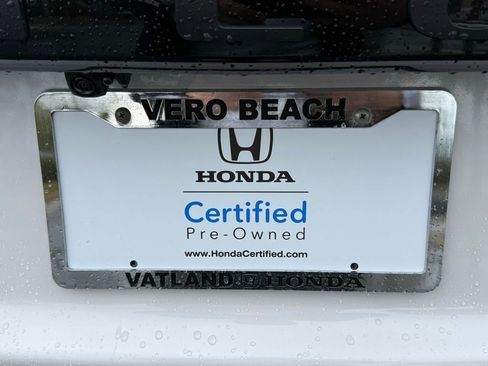 VERO BEACH
HONDA
Certified
Pre-Owned
www.HondaCertified.com
VATLAND HONDA